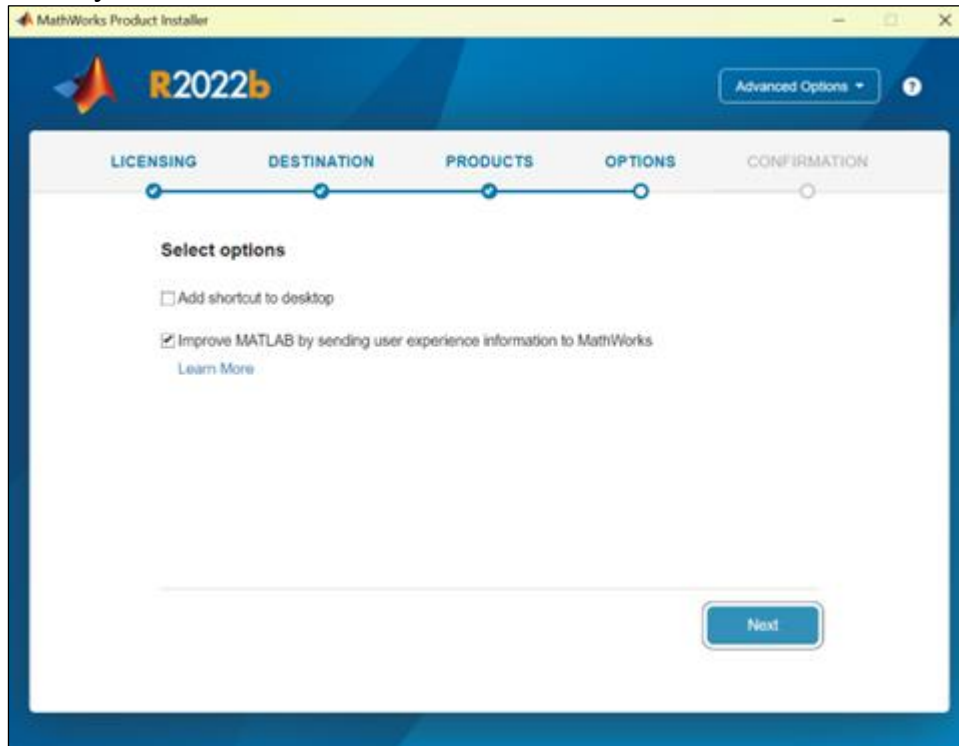 MathWorks Product Installer
R2022b
Advanced Options
?
LICENSING DESTINATION PRODUCTS OPTIONS CONFIRMATION
Select options
Add shortcut to desktop
Improve MATLAB by sending user experience information to MathWorks
Learn More
Next